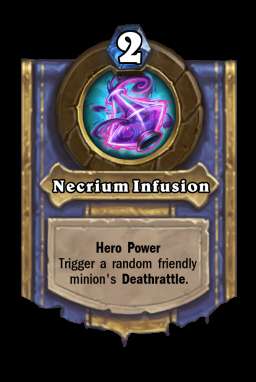 2
Necrium Infusion
Hero Power
Trigger a random friendly
minion's Deathrattle.